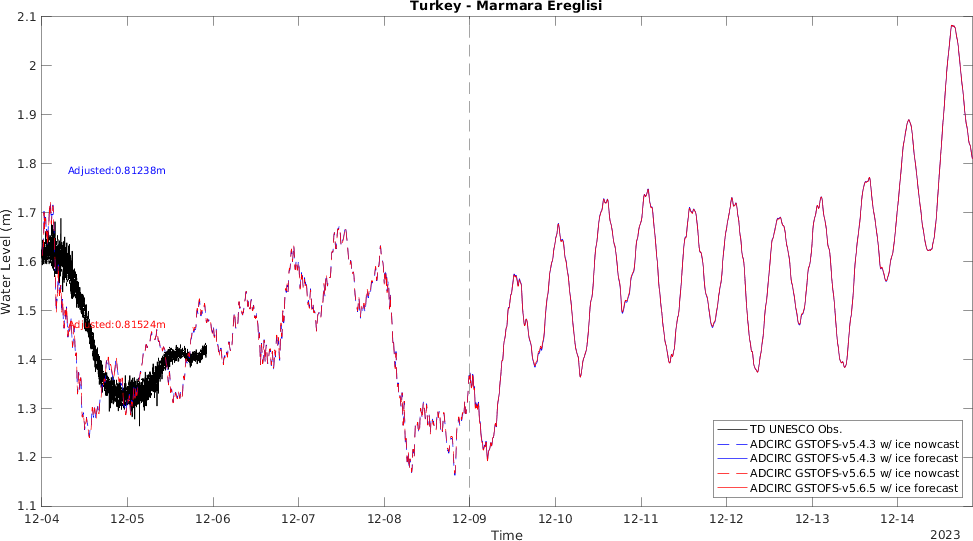 Turkey - Marmara Ereglisi
2.1
2
1.9
1.8
1.7
1.6
1.5
1.4
1.3
1.2
1.1
Water Level (m)
Adjusted:0.81238m
Adjusted:0.81524m
TD UNESCO Obs.
ADCIRC GSTOFS-v5.4.3 w/ ice nowcast
ADCIRC GSTOFS-v5.4.3 w/ ice forecast
ADCIRC GSTOFS-v5.6.5 w/ ice nowcast
ADCIRC GSTOFS-v5.6.5 w/ ice forecast
12-04 12-05 12-06 12-07 12-08 12-09 12-10 12-11 12-12 12-13 12-14
Time
2023